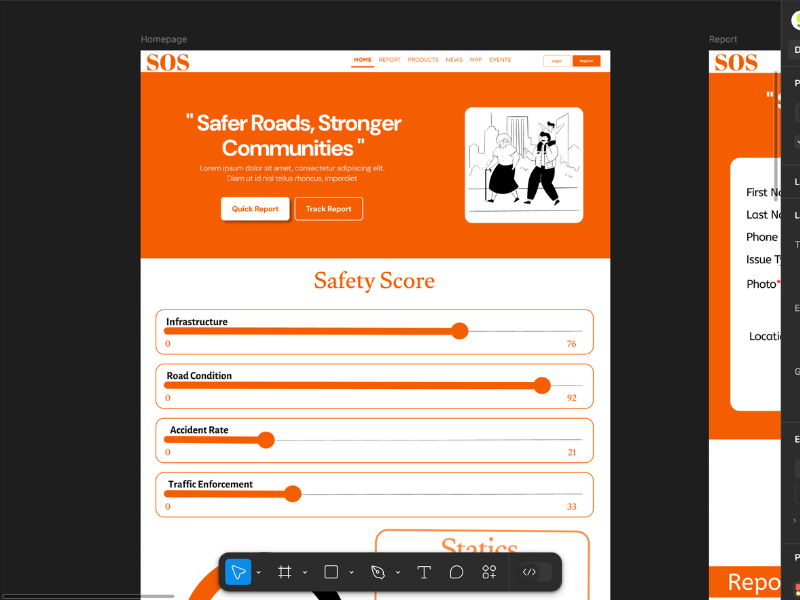 Homepage
SOS
HOME REPORT PRODUCTS NEWS MAP EVENTS
Login Register
" Safer Roads, Stronger
Communities "
Lorem ipsum dolor sit amet, consectetur adipiscing elit.
Diam ut id nisl tellus rhoncus, imperdiet
Quick Report Track Report
Safety Score
Infrastructure
0 76
Road Condition
0 92
Accident Rate
0 21
Traffic Enforcement
0 33
Statics
Report
SOS
First
Last
Phone
Issue
Photo*